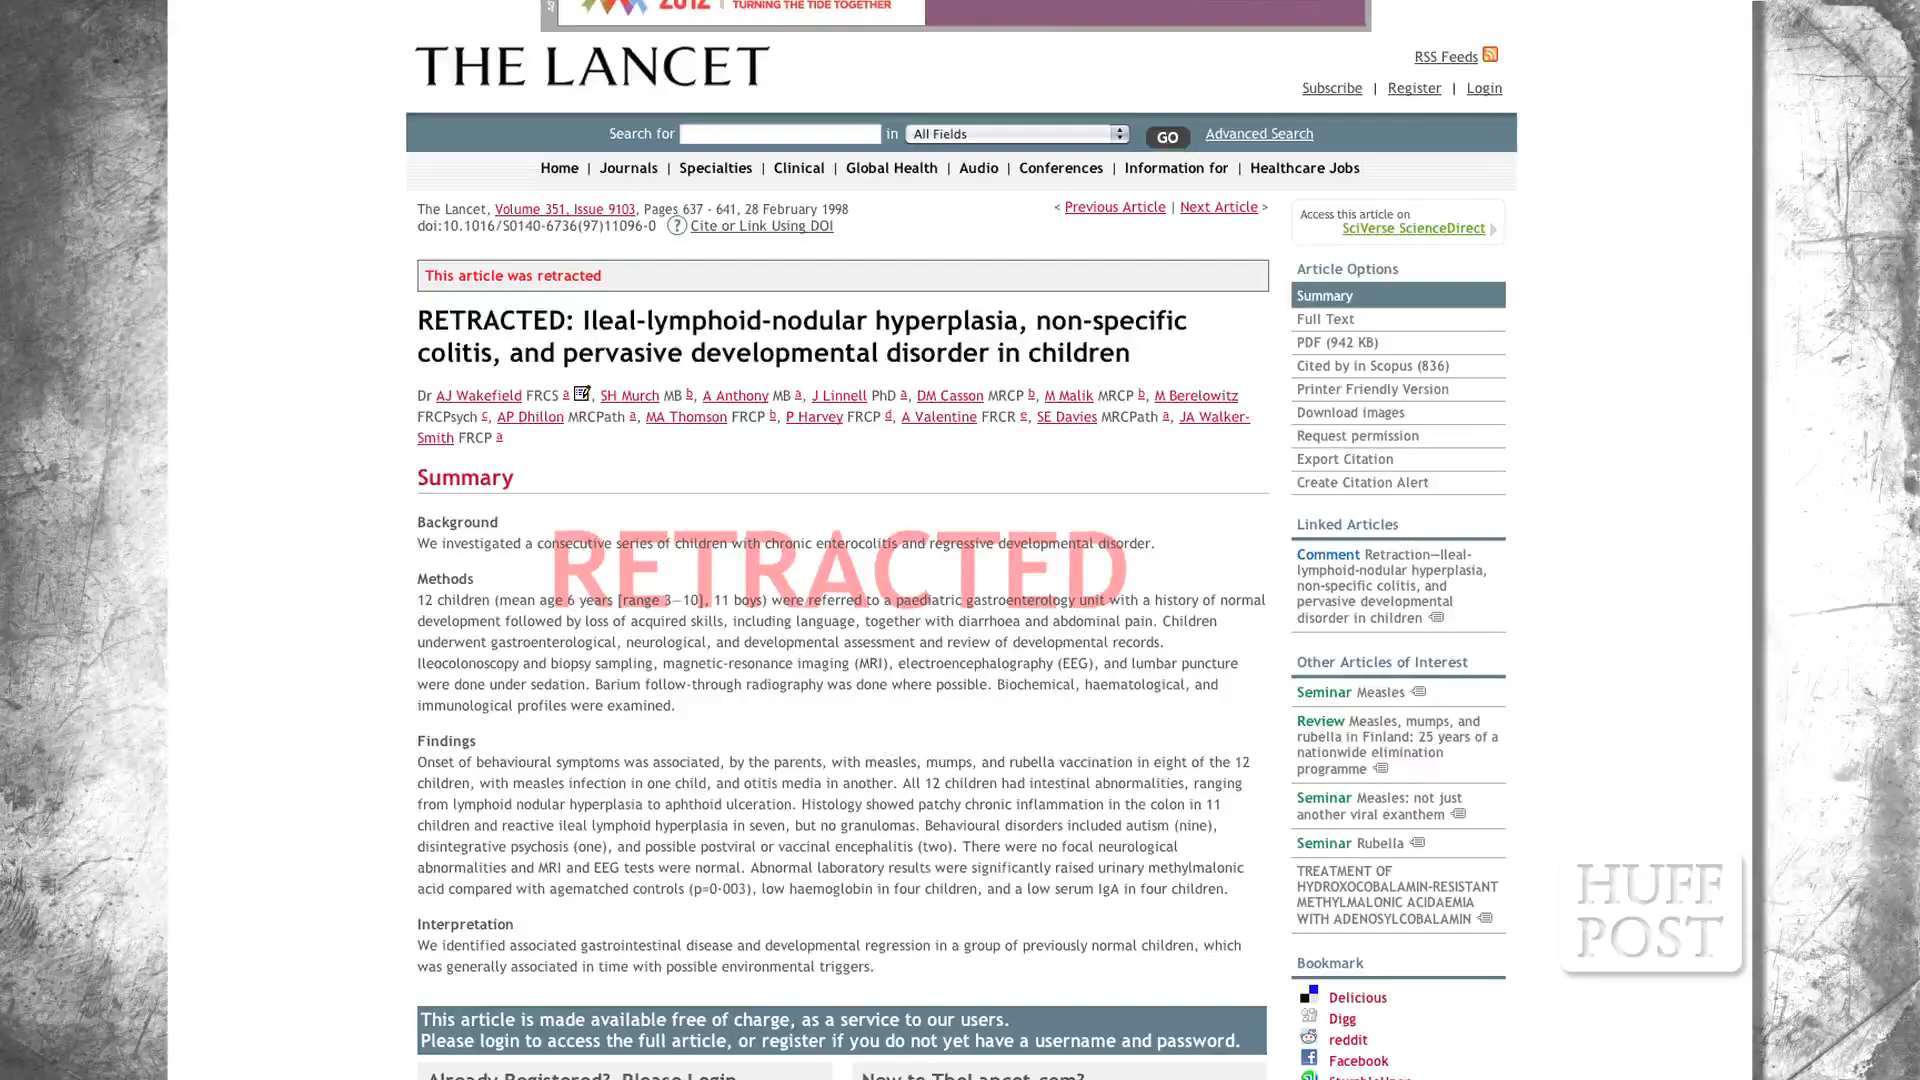 2012 | TURNING THE TIDE TOGETHER
THE LANCET
RSS Feeds
Subscribe | Register | Login
Search for in All Fields GO Advanced Search
Home | Journals | Specialties | Clinical | Global Health | Audio | Conferences | Information for | Healthcare Jobs
The Lancet, Volume 351, Issue 9103, Pages 637 - 641, 28 February 1998
doi:10.1016/S0140-6736(97)11096-0 ? Cite or Link Using DOI
< Previous Article | Next Article >
This article was retracted
RETRACTED: Ileal-lymphoid-nodular hyperplasia, non-specific
colitis, and pervasive developmental disorder in children
Dr AJ Wakefield FRCS a, SH Murch MB b, A Anthony MB a, J Linnell PhD a, DM Casson MRCP b, M Malik MRCP b, M Berelowitz
FRCPsych c, AP Dhillon MRCPath a, MA Thomson FRCP b, P Harvey FRCP d, A Valentine FRCR e, SE Davies MRCPath a, JA Walker-
Smith FRCP a
Summary
RETRACTED
Background
We investigated a consecutive series of children with chronic enterocolitis and regressive developmental disorder.
Methods
12 children (mean age 6 years [range 3—10], 11 boys) were referred to a paediatric gastroenterology unit with a history of normal
development followed by loss of acquired skills, including language, together with diarrhoea and abdominal pain. Children
underwent gastroenterological, neurological, and developmental assessment and review of developmental records.
Ileocolonoscopy and biopsy sampling, magnetic-resonance imaging (MRI), electroencephalography (EEG), and lumbar puncture
were done under sedation. Barium follow-through radiography was done where possible. Biochemical, haematological, and
immunological profiles were examined.
Findings
Onset of behavioural symptoms was associated, by the parents, with measles, mumps, and rubella vaccination in eight of the 12
children, with measles infection in one child, and otitis media in another. All 12 children had intestinal abnormalities, ranging
from lymphoid nodular hyperplasia to aphthoid ulceration. Histology showed patchy chronic inflammation in the colon in 11
children and reactive ileal lymphoid hyperplasia in seven, but no granulomas. Behavioural disorders included autism (nine),
disintegrative psychosis (one), and possible postviral or vaccinal encephalitis (two). There were no focal neurological
abnormalities and MRI and EEG tests were normal. Abnormal laboratory results were significantly raised urinary methylmalonic
acid compared with agematched controls (p=0·003), low haemoglobin in four children, and a low serum IgA in four children.
Interpretation
We identified associated gastrointestinal disease and developmental regression in a group of previously normal children, which
was generally associated in time with possible environmental triggers.
This article is made available free of charge, as a service to our users.
Please login to access the full article, or register if you do not yet have a username and password.
Already Registered? Please Login
New to TheLancet.com?
Access this article on
SciVerse ScienceDirect
Article Options
Summary
Full Text
PDF (942 KB)
Cited by in Scopus (836)
Printer Friendly Version
Download images
Request permission
Export Citation
Create Citation Alert
Linked Articles
Comment Retraction—Ileal-
lymphoid-nodular hyperplasia,
non-specific colitis, and
pervasive developmental
disorder in children
Other Articles of Interest
Seminar Measles
Review Measles, mumps, and
rubella in Finland: 25 years of a
nationwide elimination
programme
Seminar Measles: not just
another viral exanthem
Seminar Rubella
TREATMENT OF
HYDROXOCOBALAMIN-RESISTANT
METHYLMALONIC ACIDAEMIA
WITH ADENOSYLCOBALAMIN
Bookmark
Delicious
Digg
reddit
Facebook
HUFF
POST